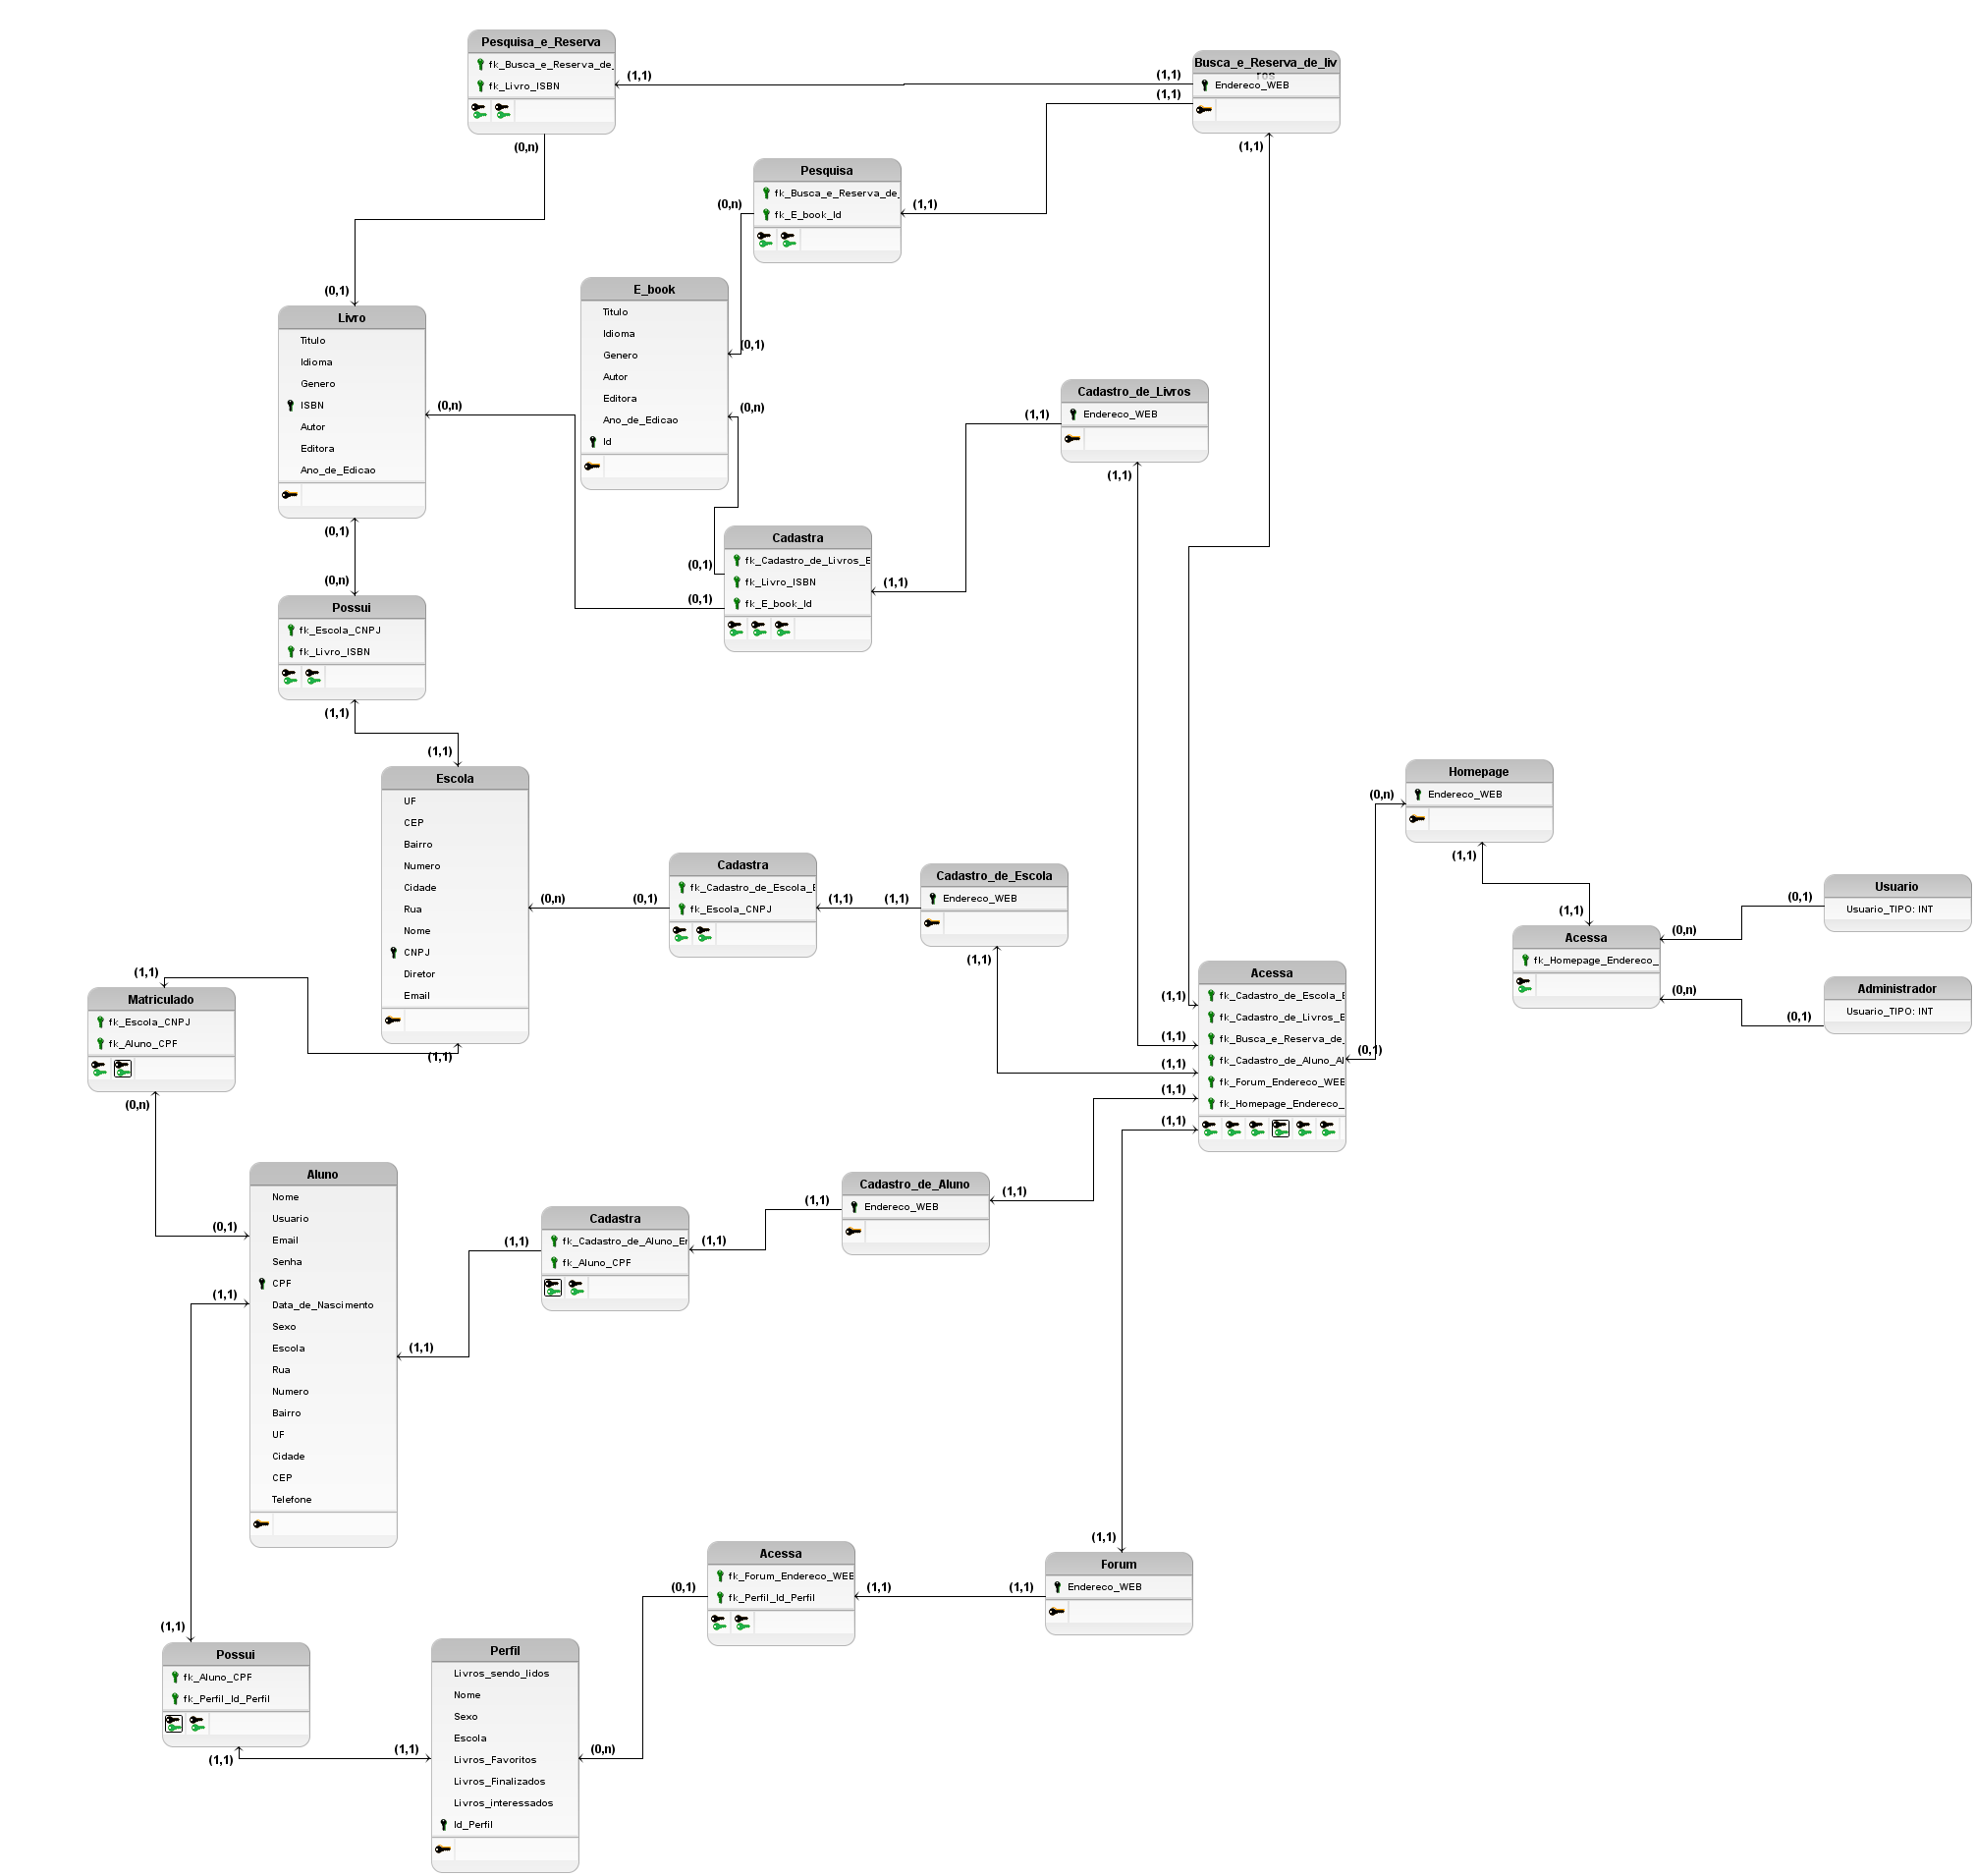 Pesquisa_e_Reserva
fk_Busca_e_Reserva_de_
fk_Livro_ISBN
(1,1)
(0,n)
(1,1)
(1,1)
Busca_e_Reserva_de_liv
ros
Endereco_WEB
(1,1)
Pesquisa
fk_Busca_e_Reserva_de_
fk_E_book_Id
(0,n)
(1,1)
(0,1)
Livro
Titulo
Idioma
Genero
ISBN
Autor
Editora
Ano_de_Edicao
(0,n)
(0,1)
E_book
Titulo
Idioma
Genero
Autor
Editora
Ano_de_Edicao
Id
(0,1)
(0,n)
Cadastro_de_Livros
Endereco_WEB
(1,1)
(1,1)
Cadastra
fk_Cadastro_de_Livros_E
fk_Livro_ISBN
fk_E_book_Id
(0,1)
(0,1)
(1,1)
(0,n)
Possui
fk_Escola_CNPJ
fk_Livro_ISBN
(1,1)
(1,1)
Escola
UF
CEP
Bairro
Numero
Cidade
Rua
Nome
CNPJ
Diretor
Email
(0,n)
(1,1)
Cadastra
fk_Cadastro_de_Escola_E
fk_Escola_CNPJ
(0,1)
(1,1)
(1,1)
Cadastro_de_Escola
Endereco_WEB
(1,1)
Homepage
Endereco_WEB
(0,n)
(1,1)
(1,1)
Acessa
fk_Homepage_Endereco_
(0,n)
(0,n)
Usuario
Usuario_TIPO: INT
(0,1)
Administrador
Usuario_TIPO: INT
(0,1)
Acessa
fk_Cadastro_de_Escola_E
fk_Cadastro_de_Livros_E
fk_Busca_e_Reserva_de_
fk_Cadastro_de_Aluno_Al
fk_Forum_Endereco_WEB
fk_Homepage_Endereco_
(1,1)
(1,1)
(1,1)
(1,1)
(1,1)
(0,1)
(1,1)
Matriculado
fk_Escola_CNPJ
fk_Aluno_CPF
(0,n)
(0,1)
Aluno
Nome
Usuario
Email
Senha
CPF
Data_de_Nascimento
Sexo
Escola
Rua
Numero
Bairro
UF
Cidade
CEP
Telefone
(1,1)
(1,1)
Cadastra
fk_Cadastro_de_Aluno_En
fk_Aluno_CPF
(1,1)
(1,1)
(1,1)
Cadastro_de_Aluno
Endereco_WEB
(1,1)
(1,1)
Forum
Endereco_WEB
(1,1)
Acessa
fk_Forum_Endereco_WEB
fk_Perfil_Id_Perfil
(0,1)
(1,1)
(1,1)
Possui
fk_Aluno_CPF
fk_Perfil_Id_Perfil
(1,1)
(1,1)
Perfil
Livros_sendo_lidos
Nome
Sexo
Escola
Livros_Favoritos
Livros_Finalizados
Livros_interessados
Id_Perfil
(0,n)